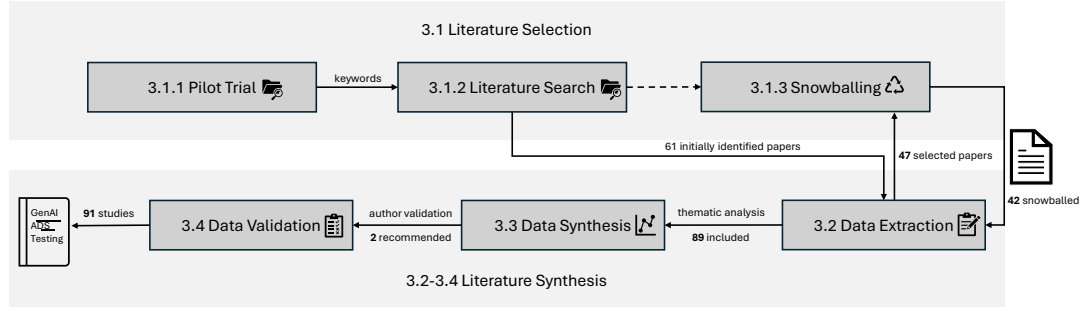 3.1 Literature Selection
3.1.1 Pilot Trial
keywords
3.1.2 Literature Search
3.1.3 Snowballing
61 initially identified papers
47 selected papers
42 snowballed
GenAI
ADS
Testing
91 studies
3.4 Data Validation
author validation
2 recommended
3.3 Data Synthesis
thematic analysis
89 included
3.2 Data Extraction
3.2-3.4 Literature Synthesis